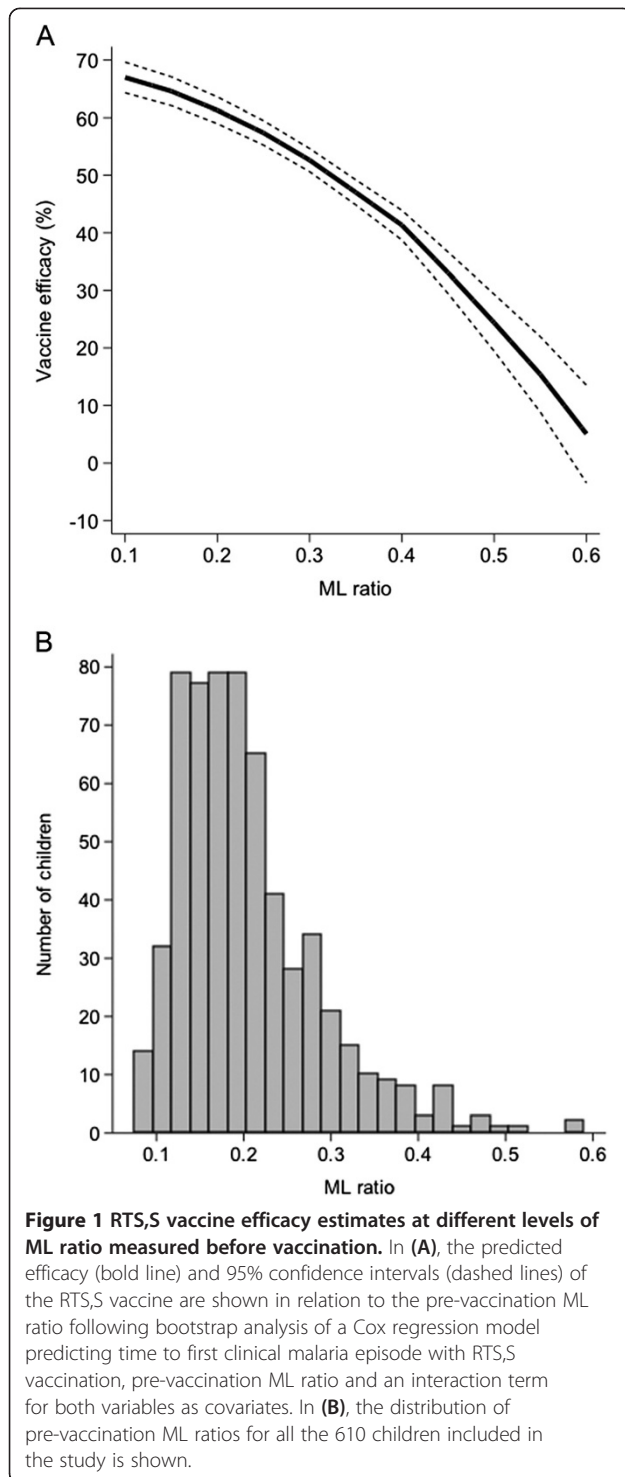 A
70
60
50
40
30
20
10
0
-10
Vaccine efficacy (%)
0.1 0.2 0.3 0.4 0.5 0.6
ML ratio
B
80
70
60
50
40
30
20
10
0
Number of children
0.1 0.2 0.3 0.4 0.5 0.6
ML ratio
Figure 1 RTS,S vaccine efficacy estimates at different levels of
ML ratio measured before vaccination. In (A), the predicted
efficacy (bold line) and 95% confidence intervals (dashed lines) of
the RTS,S vaccine are shown in relation to the pre-vaccination ML
ratio following bootstrap analysis of a Cox regression model
predicting time to first clinical malaria episode with RTS,S
vaccination, pre-vaccination ML ratio and an interaction term
for both variables as covariates. In (B), the distribution of
pre-vaccination ML ratios for all the 610 children included in
the study is shown.